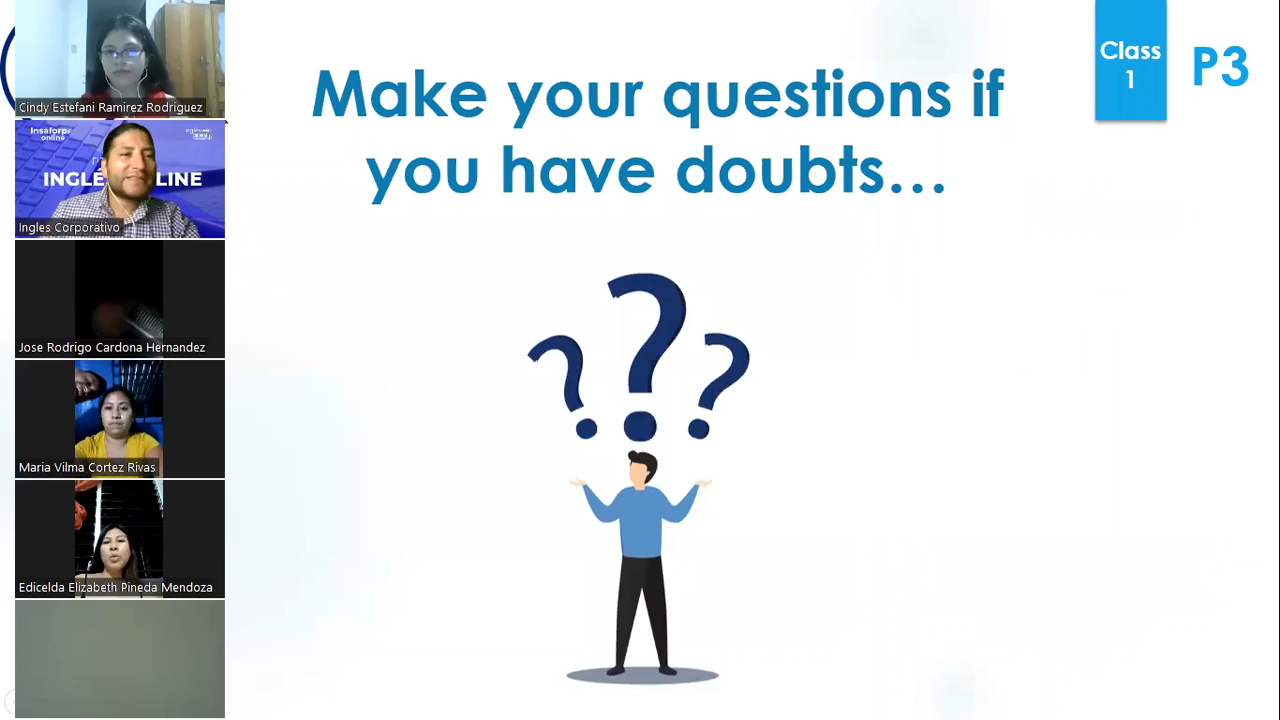 Make your questions if
you have doubts…
Class
1
P3
Cindy Estefani Ramirez Rodriguez
Insaforp
online
INGLE LINE
Ingles Corporativo
Jose Rodrigo Cardona Hernandez
Maria Vilma Cortez Rivas
Edicelda Elizabeth Pineda Mendoza